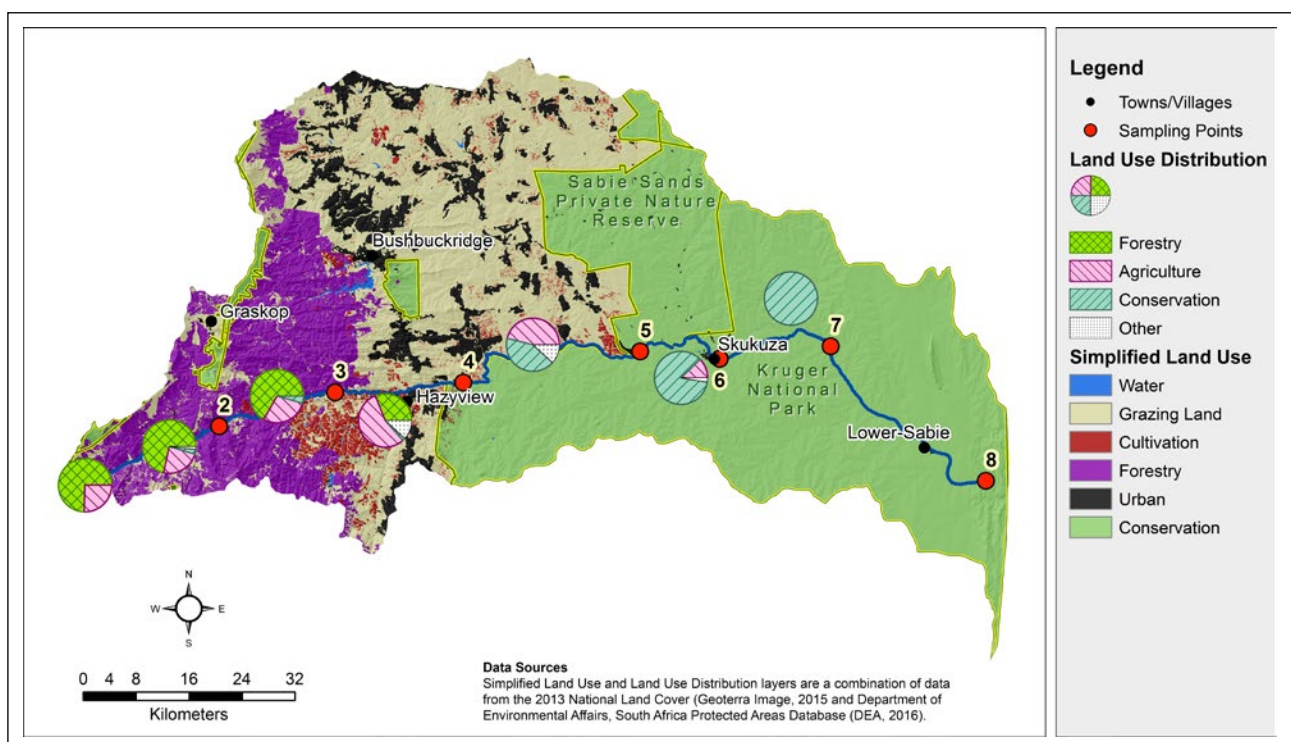 Sabie Sands
Private Nature
Reserve
Bushbuckridge
Graskop
2
3
4
Hazyview
5
6
Skukuza
7
Kruger
National
Park
Lower-Sabie
8
N
W E
S
0 4 8 16 24 32
Kilometers
Data Sources
Simplified Land Use and Land Use Distribution layers are a combination of data
from the 2013 National Land Cover (Geoterra Image, 2015 and Department of
Environmental Affairs, South Africa Protected Areas Database (DEA, 2016).
Legend
Towns/Villages
Sampling Points
Land Use Distribution
Forestry
Agriculture
Conservation
Other
Simplified Land Use
Water
Grazing Land
Cultivation
Forestry
Urban
Conservation